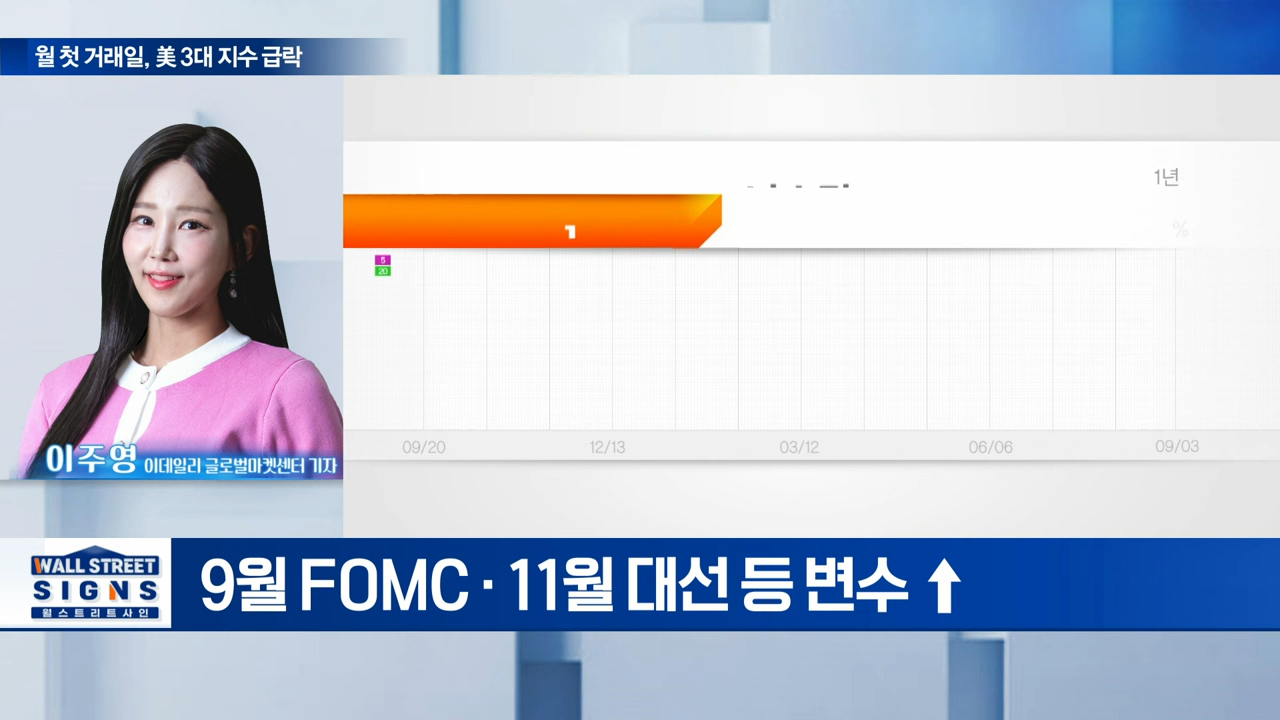 월 첫 거래일, 美 3대 지수 급락
1년
%
5
20
09/20 12/13 03/12 06/06 09/03
이주영 이데일리 글로벌마켓센터 기자
WALL STREET
SIGNS
월스트리트사인
9월 FOMC · 11월 대선 등 변수 ↑